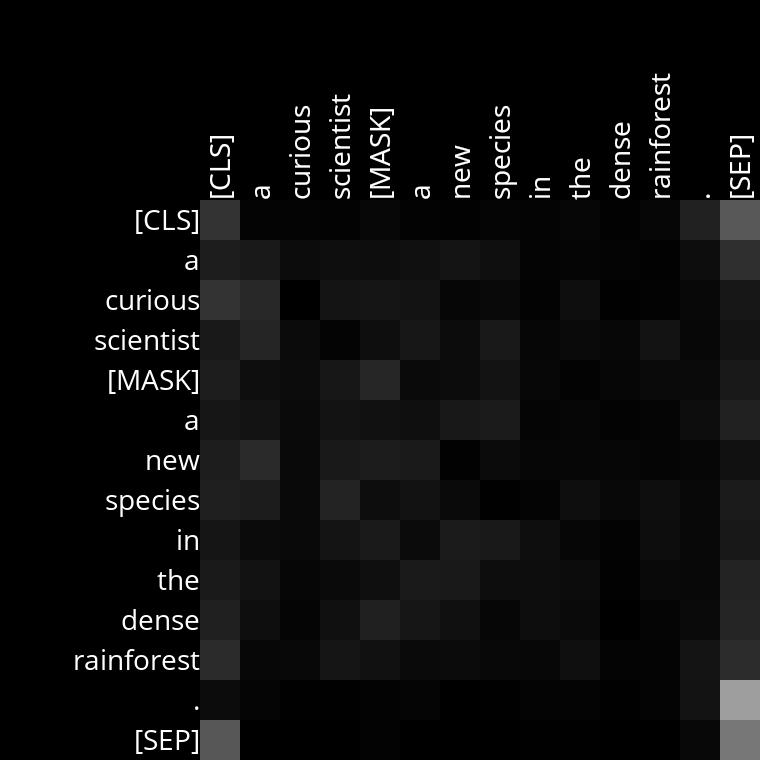 [CLS] a curious scientist [MASK] a new species in the dense rainforest . [SEP]
[CLS]
a
curious
scientist
[MASK]
a
new
species
in
the
dense
rainforest
.
[SEP]